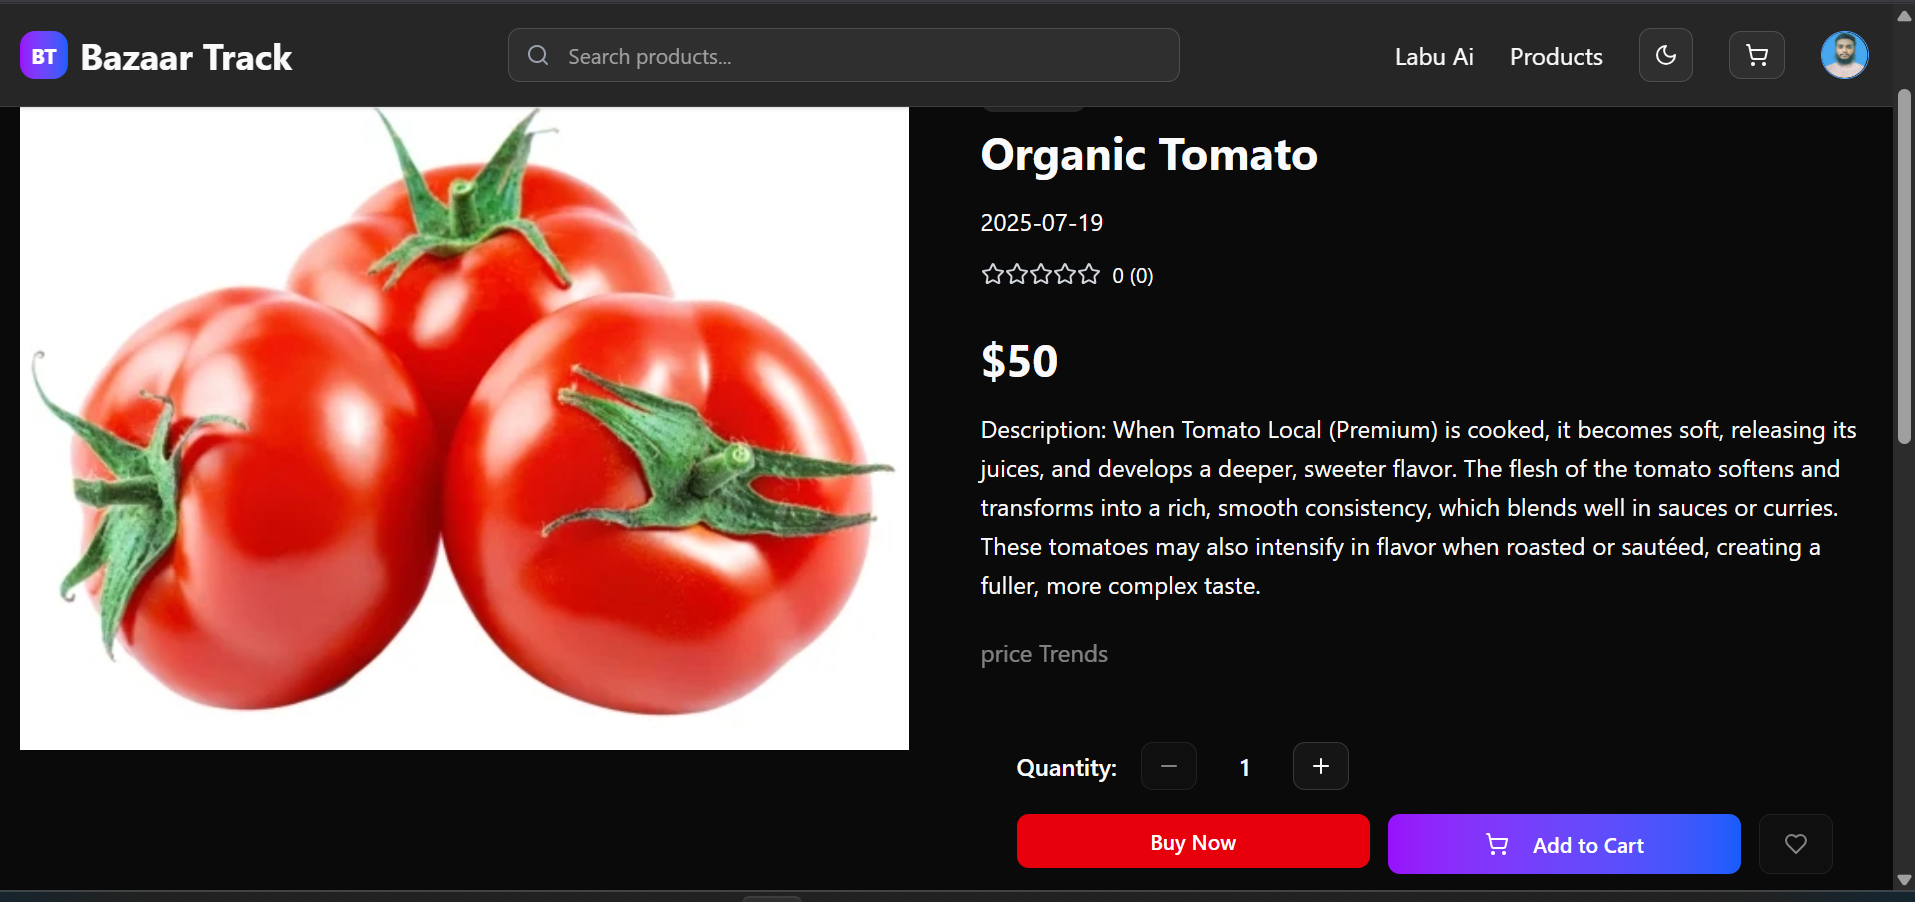 BT Bazaar Track
Search products...
Labu Ai
Products
Organic Tomato
2025-07-19
0 (0)
$50
Description: When Tomato Local (Premium) is cooked, it becomes soft, releasing its
juices, and develops a deeper, sweeter flavor. The flesh of the tomato softens and
transforms into a rich, smooth consistency, which blends well in sauces or curries.
These tomatoes may also intensify in flavor when roasted or sautéed, creating a
fuller, more complex taste.
price Trends
Quantity:
1
Buy Now
Add to Cart